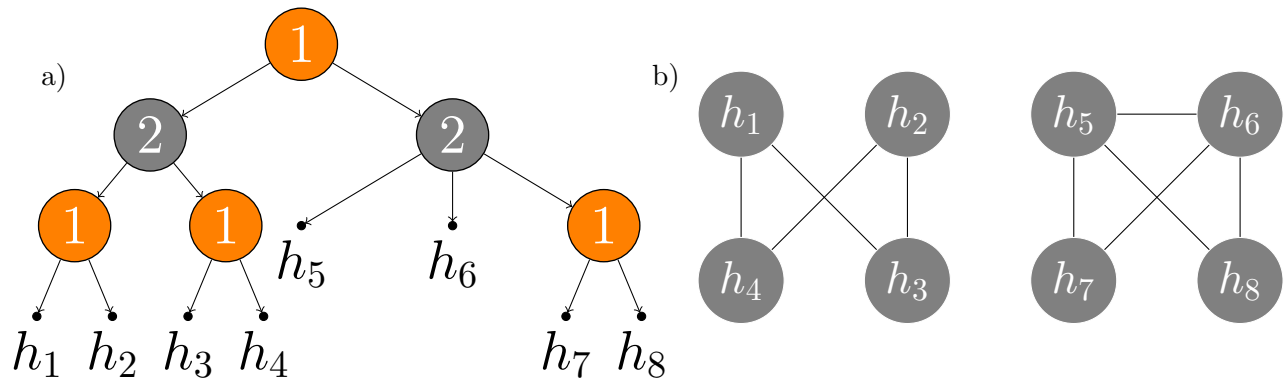 1
a)
2 2
1 1 1
h₅ h₆
h₁ h₂ h₃ h₄ h₇ h₈
b)
h₁ h₂ h₅ h₆
h₄ h₃ h₇ h₈